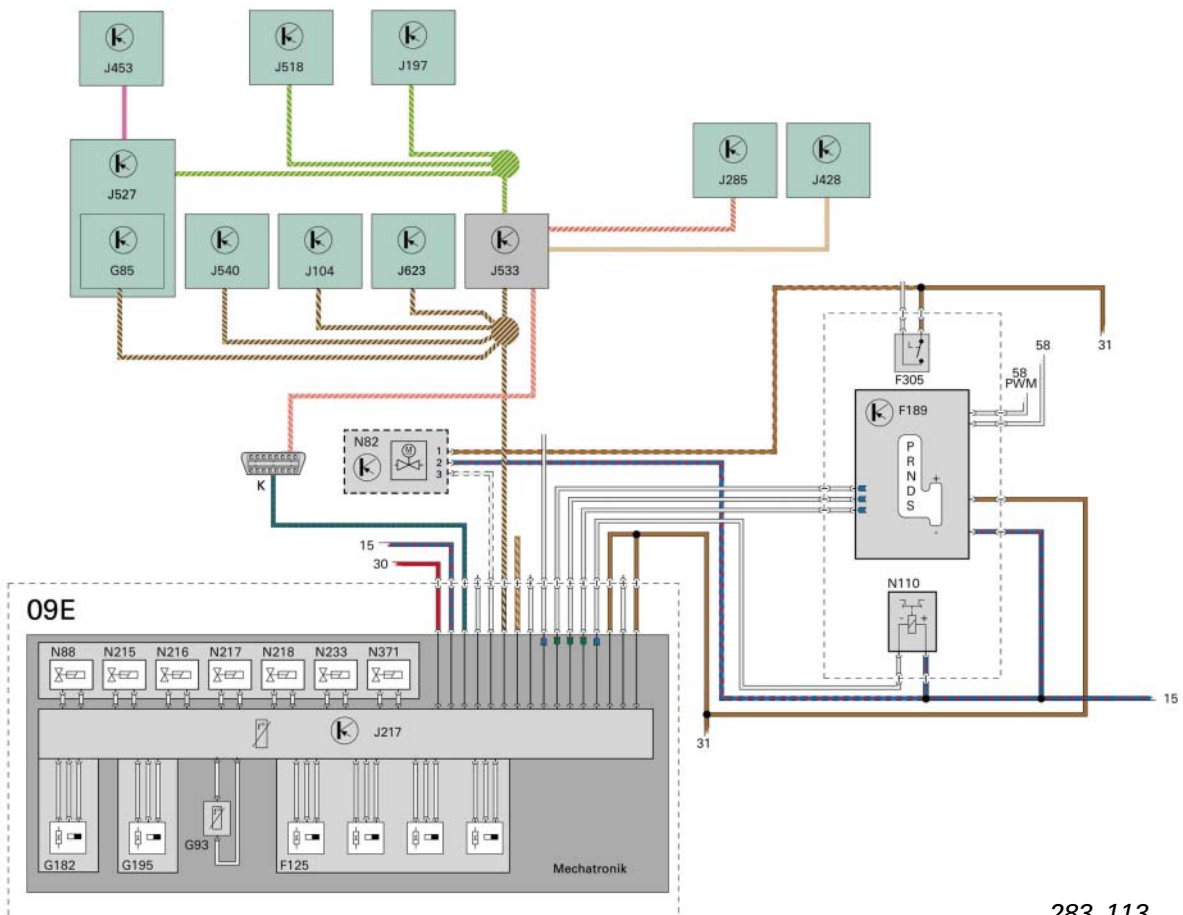 J453
J518
J197
J527
J285
J428
G85
J540
J104
J623
J533
31
58
58
PWM
F305
F189
P
R
N
D
S
+
-
N82
M
1
2
3
K
15
30
N110
- +
09E
N88 N215 N216 N217 N218 N233 N371
15
J217
31
G93
G182
G195
F125
Mechatronik
283_113